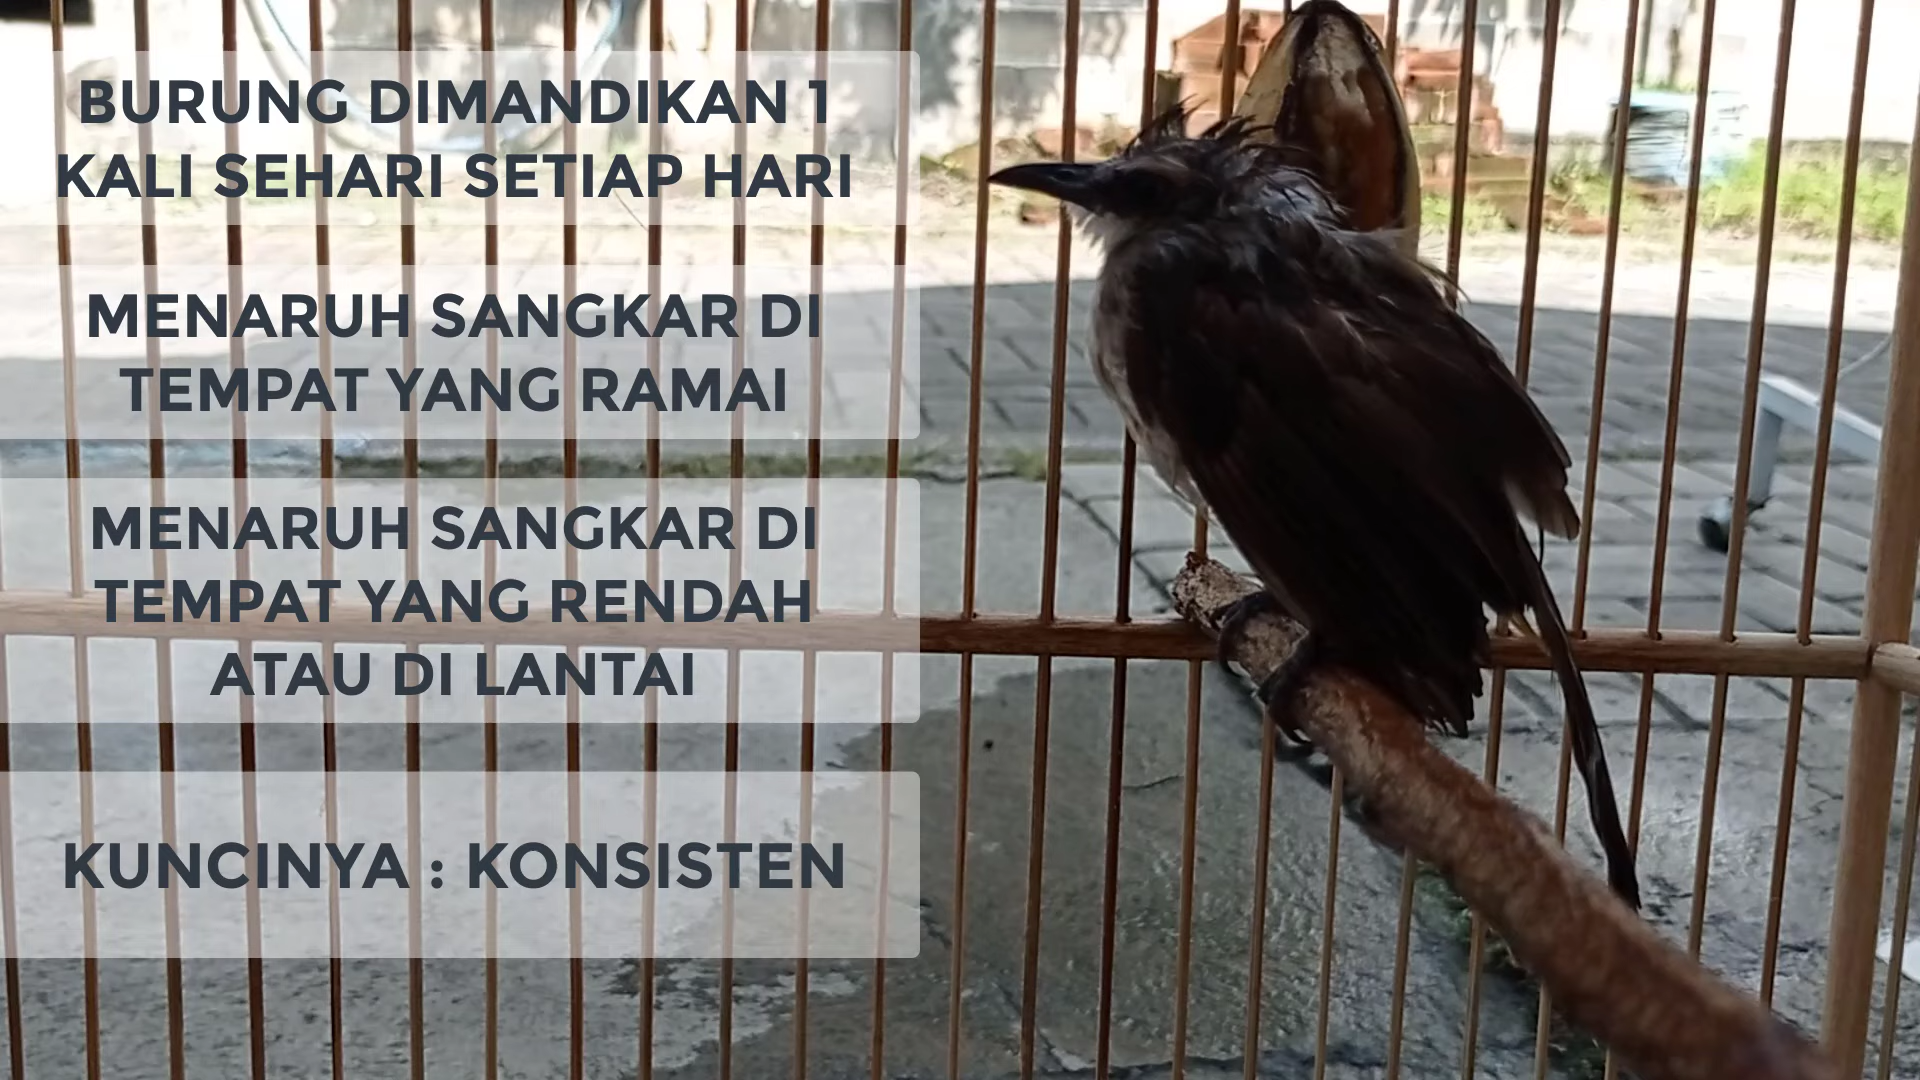 BURUNG DIMANDIKAN 1
KALI SEHARI SETIAP HARI
MENARUH SANGKAR DI
TEMPAT YANG RAMAI
MENARUH SANGKAR DI
TEMPAT YANG RENDAH
ATAU DI LANTAI
KUNCINYA : KONSISTEN